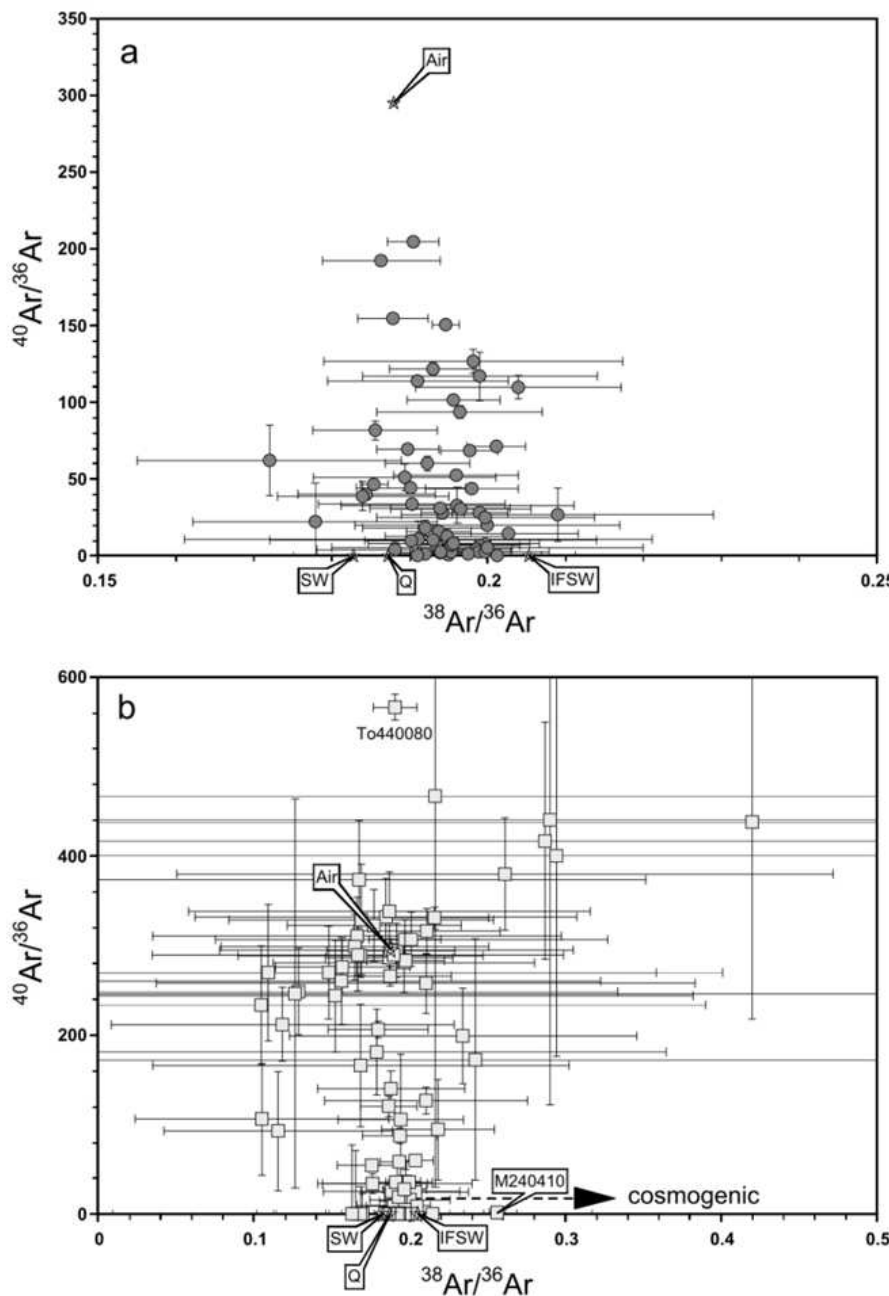 350
a
Air
300
250
200
150
100
50
0
⁴⁰Ar/³⁶Ar
SW
Q
IFSW
0.15
0.2
0.25
³⁸Ar/³⁶Ar
600
b
To440080
400
Air
200
0
⁴⁰Ar/³⁶Ar
M240410
cosmogenic
SW
IFSW
Q
0
0.1
0.2
0.3
0.4
0.5
³⁸Ar/³⁶Ar